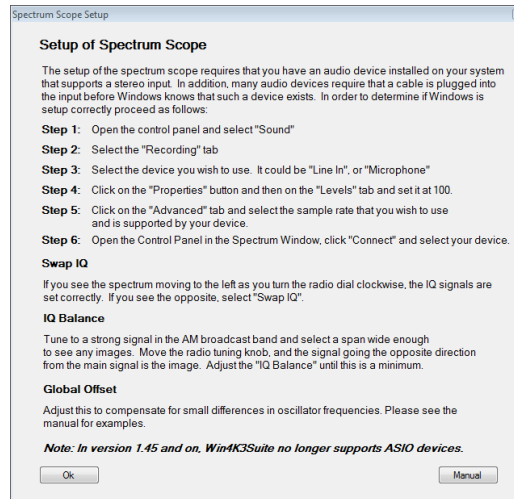 Spectrum Scope Setup
Setup of Spectrum Scope
The setup of the spectrum scope requires that you have an audio device installed on your system
that supports a stereo input. In addition, many audio devices require that a cable is plugged into
the input before Windows knows that such a device exists. In order to determine if Windows is
setup correctly proceed as follows:
Step 1: Open the control panel and select "Sound"
Step 2: Select the "Recording" tab
Step 3: Select the device you wish to use. It could be "Line In", or "Microphone"
Step 4: Click on the "Properties" button and then on the "Levels" tab and set it at 100.
Step 5: Click on the "Advanced" tab and select the sample rate that you wish to use
and is supported by your device.
Step 6: Open the Control Panel in the Spectrum Window, click "Connect" and select your device.
Swap IQ
If you see the spectrum moving to the left as you turn the radio dial clockwise, the IQ signals are
set correctly. If you see the opposite, select "Swap IQ".
IQ Balance
Tune to a strong signal in the AM broadcast band and select a span wide enough
to see any images. Move the radio tuning knob, and the signal going the opposite direction
from the main signal is the image. Adjust the "IQ Balance" until this is a minimum.
Global Offset
Adjust this to compensate for small differences in oscillator frequencies. Please see the
manual for examples.
Note: In version 1.45 and on, Win4K3Suite no longer supports ASIO devices.
Ok
Manual